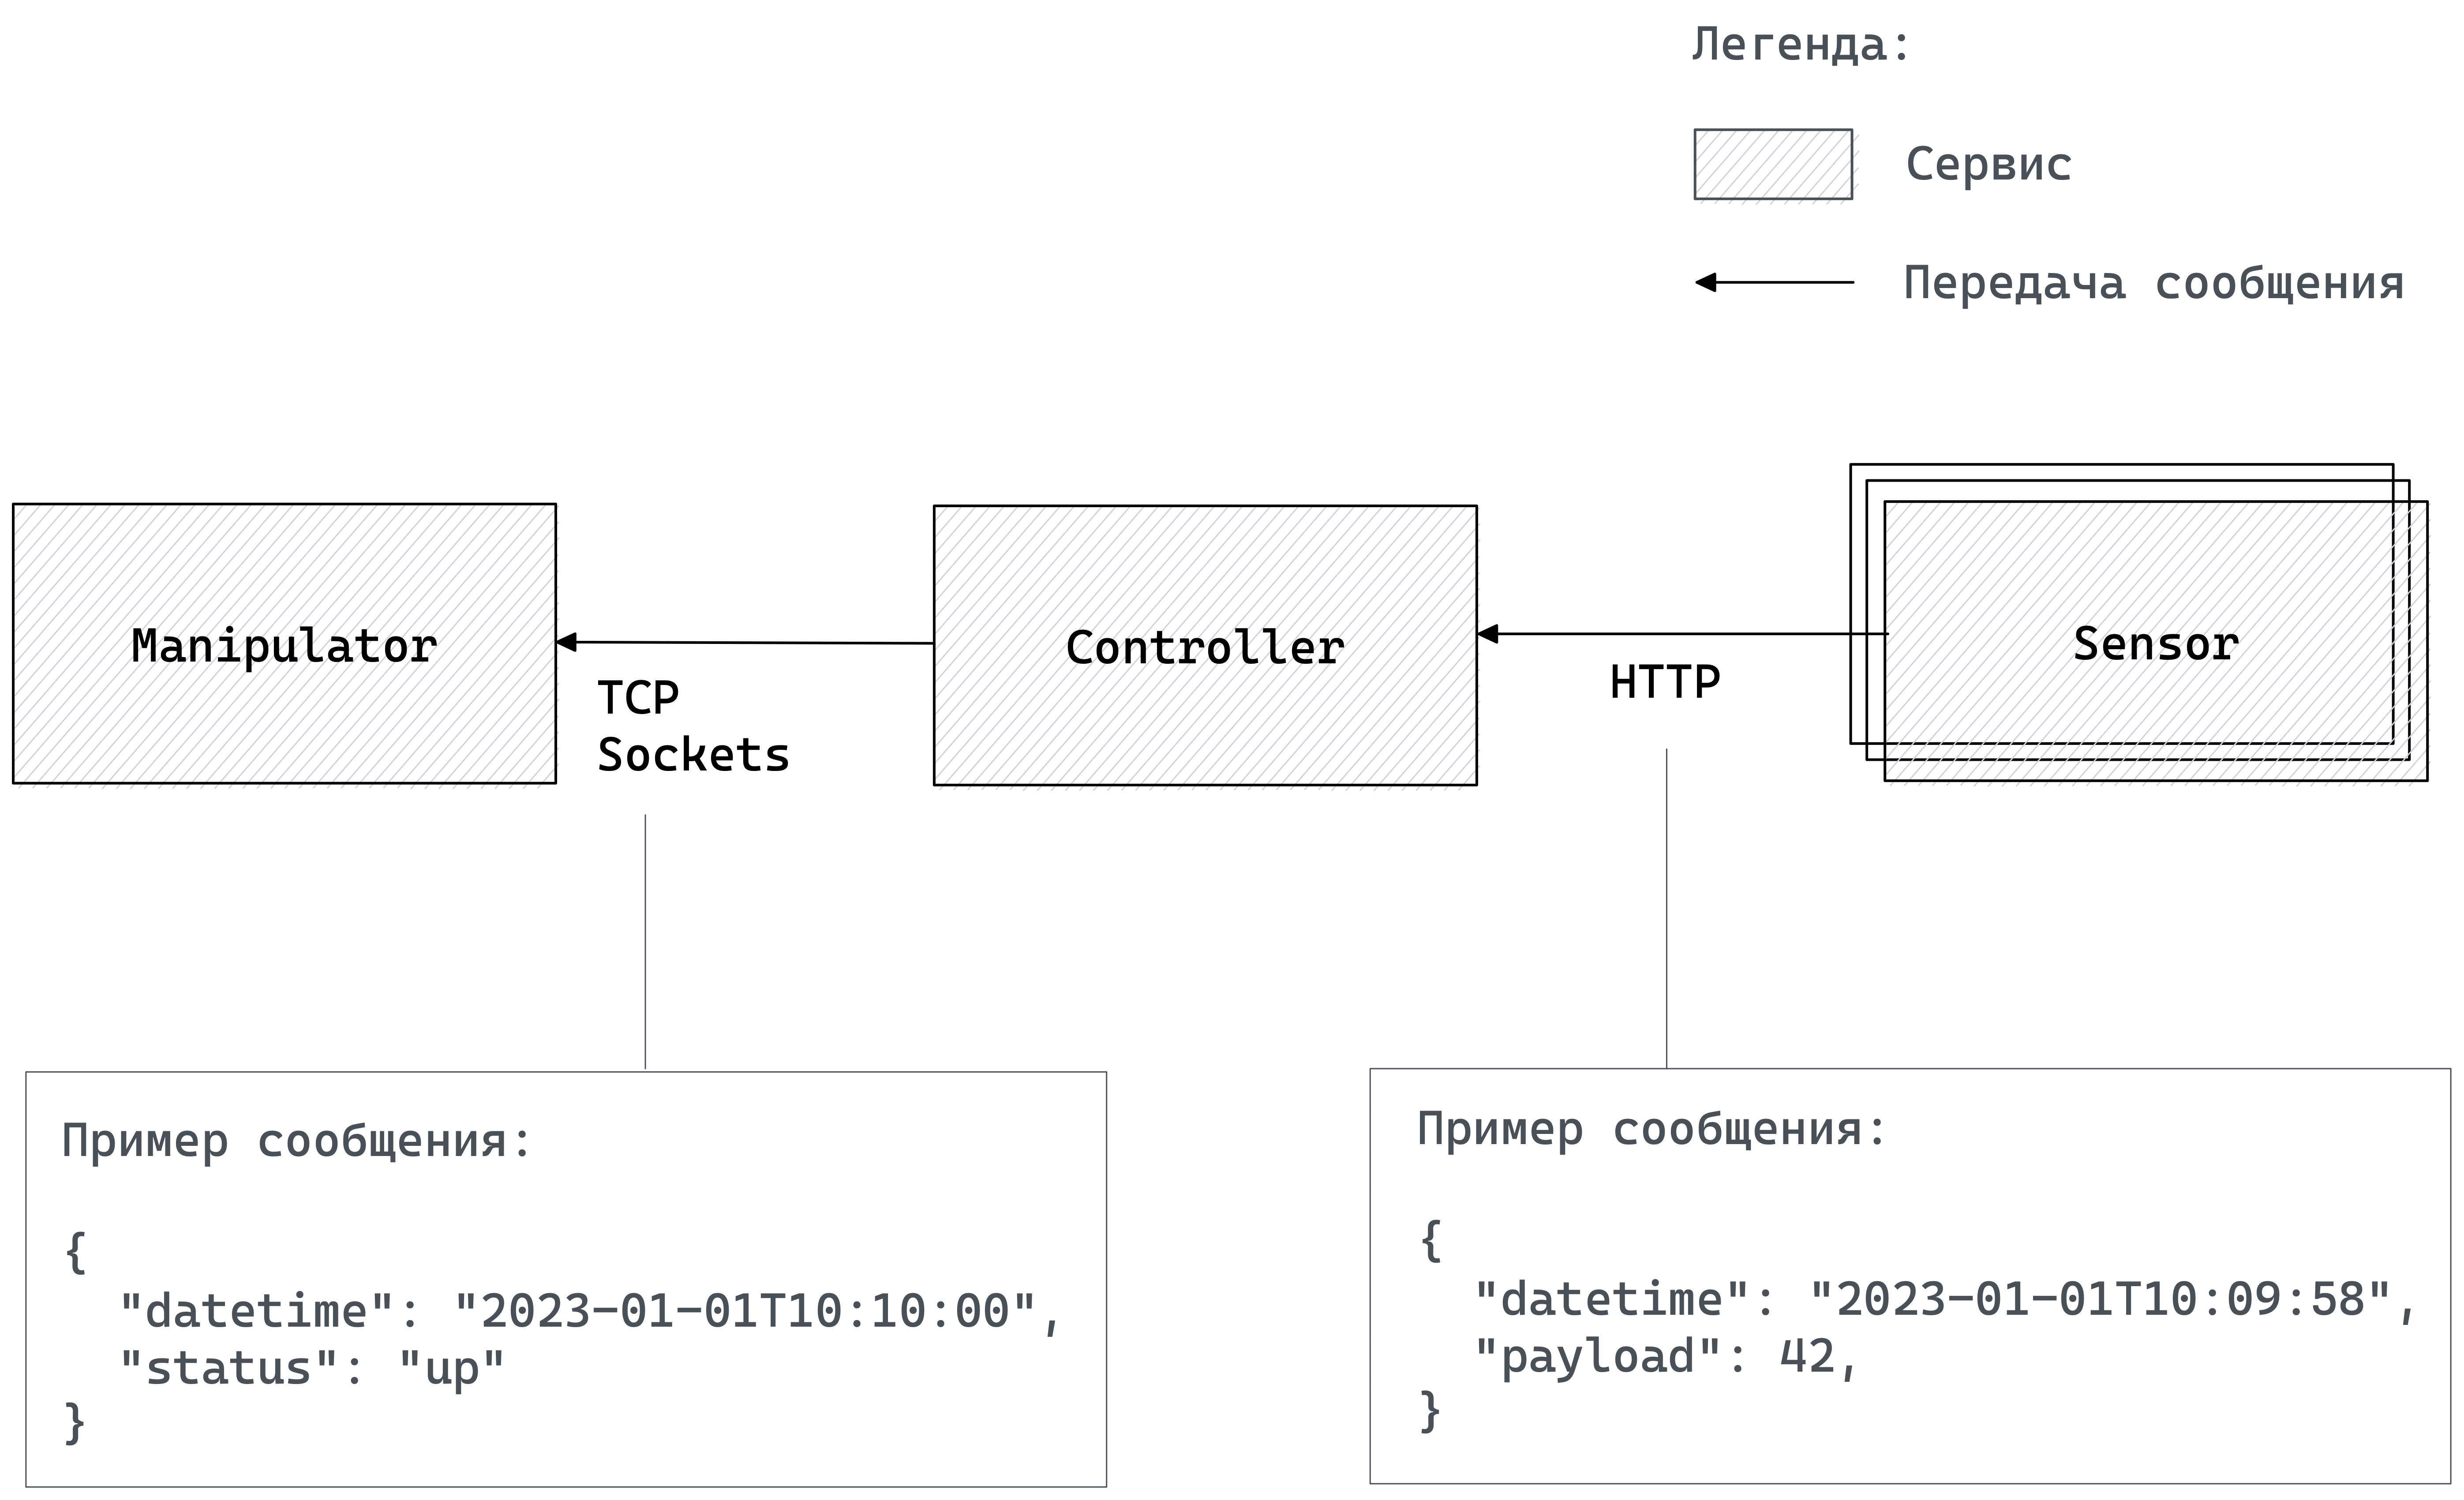 Легенда:
Сервис
Передача сообщения
Manipulator
TCP
Sockets
Controller
HTTP
Sensor
Пример сообщения:
{
"datetime": "2023-01-01T10:10:00",
"status": "up"
}
Пример сообщения:
{
"datetime": "2023-01-01T10:09:58",
"payload": 42,
}